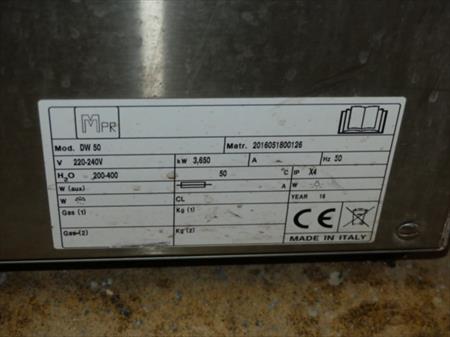 MPR
Mod. DW 50 Matr. 2016051800126
V 220-240V kW 3,650 A Hz 50
H₂O 200-400 50 °C IP X4
W (aux) A W
W CL YEAR 16
Gas (1) Kg (1)
Gas (2) Kg (2)
CE
MADE IN ITALY